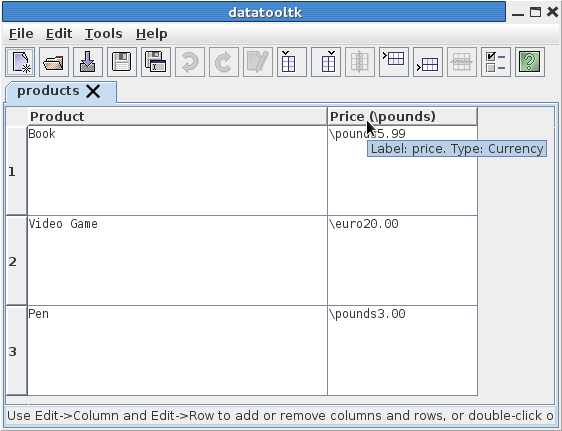 datatooltk
File Edit Tools Help
products
Product Price (\pounds)
1 Book \pounds5.99
Label: price. Type: Currency
2 Video Game \euro20.00
3 Pen \pounds3.00
Use Edit->Column and Edit->Row to add or remove columns and rows, or double-click o